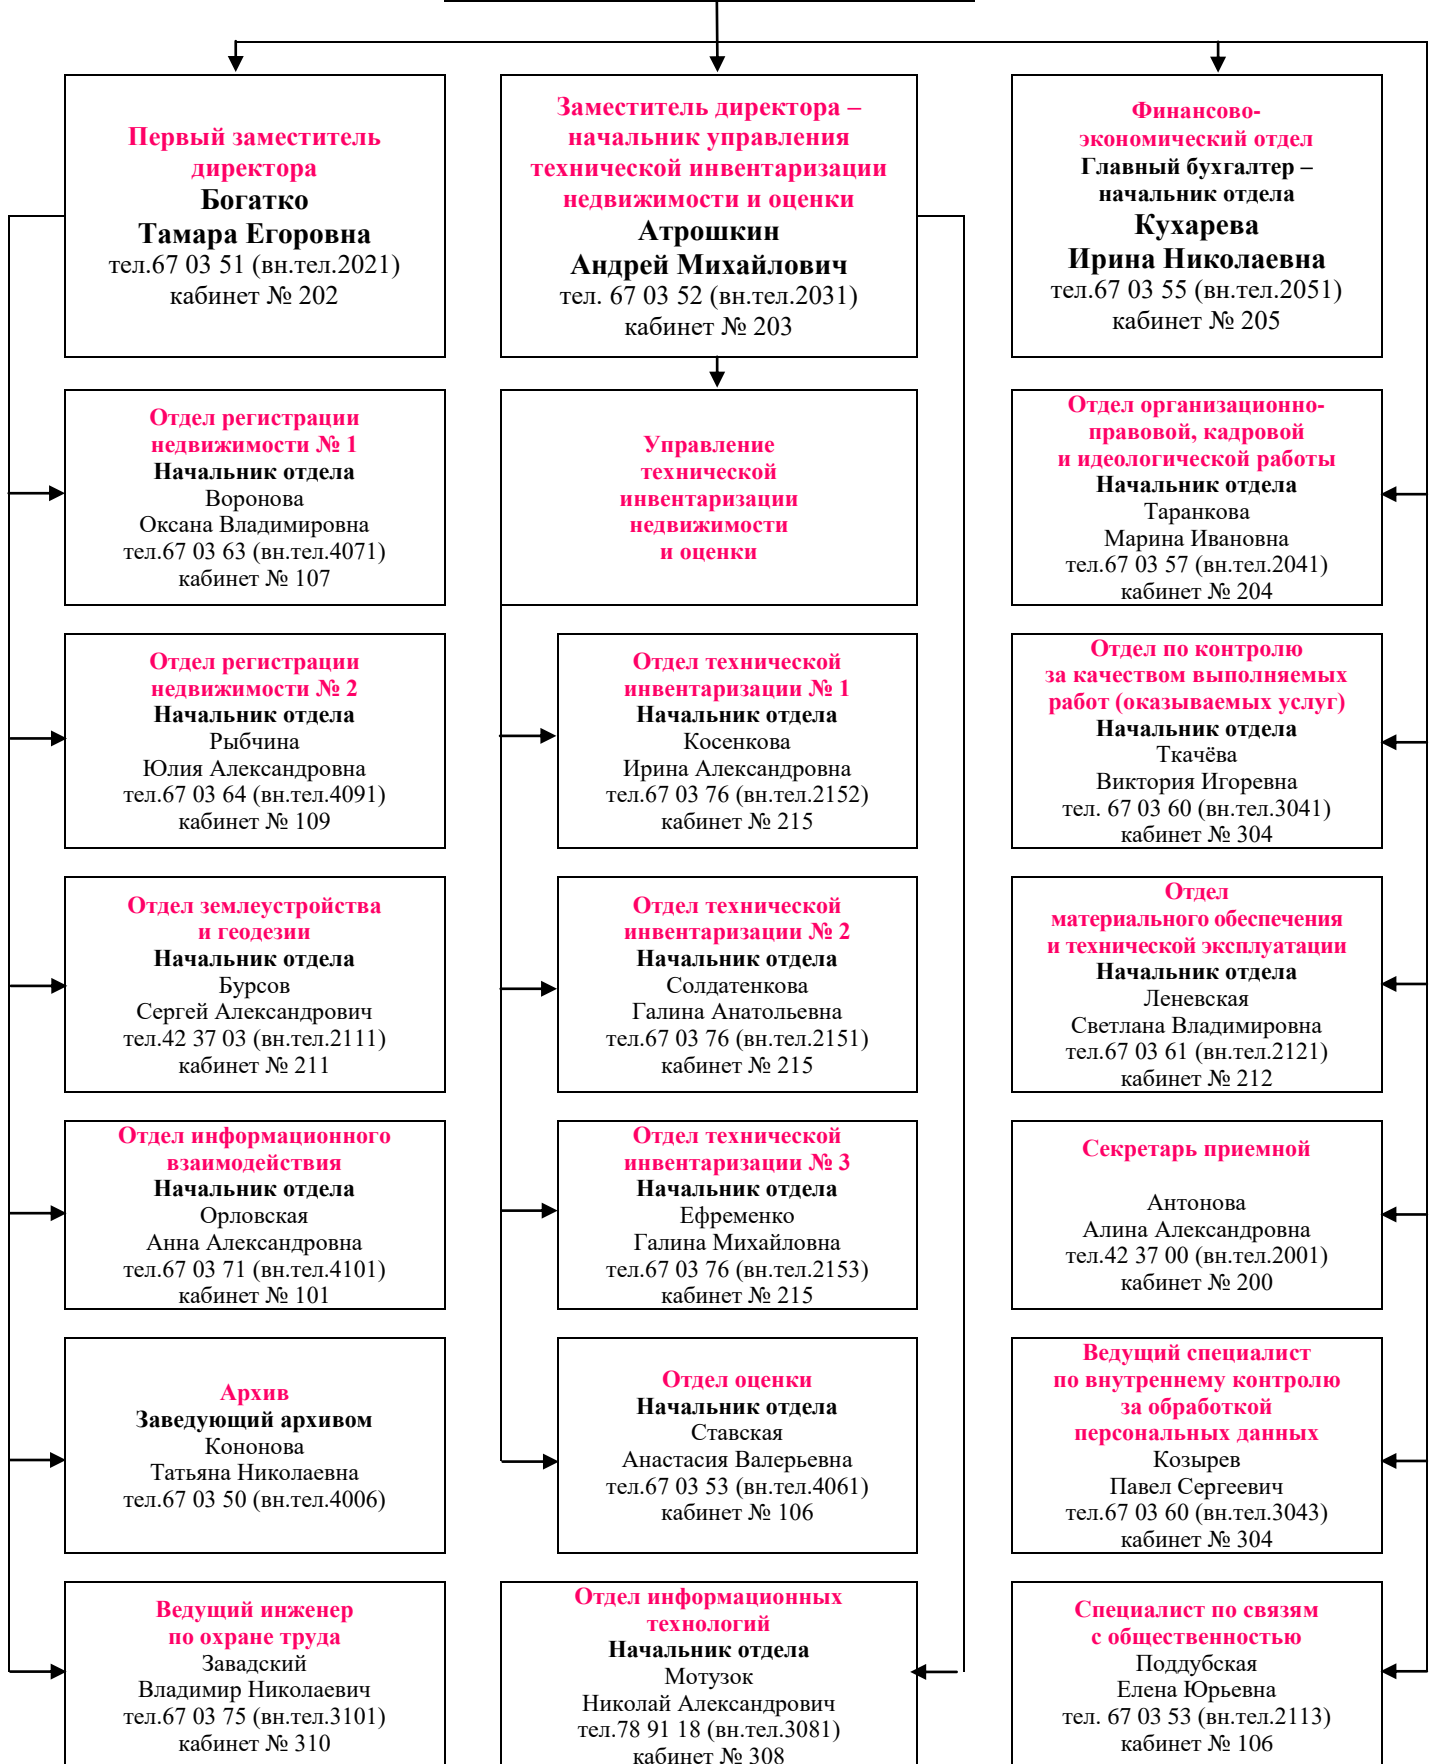 Первый заместитель
директора
Богатко
Тамара Егоровна
тел.67 03 51 (вн.тел.2021)
кабинет № 202
Заместитель директора –
начальник управления
технической инвентаризации
недвижимости и оценки
Атрошкин
Андрей Михайлович
тел. 67 03 52 (вн.тел.2031)
кабинет № 203
Финансово-
экономический отдел
Главный бухгалтер –
начальник отдела
Кухарева
Ирина Николаевна
тел.67 03 55 (вн.тел.2051)
кабинет № 205
Отдел регистрации
недвижимости № 1
Начальник отдела
Воронова
Оксана Владимировна
тел.67 03 63 (вн.тел.4071)
кабинет № 107
Управление
технической
инвентаризации
недвижимости
и оценки
Отдел организационно-
правовой, кадровой
и идеологической работы
Начальник отдела
Таранкова
Марина Ивановна
тел.67 03 57 (вн.тел.2041)
кабинет № 204
Отдел регистрации
недвижимости № 2
Начальник отдела
Рыбчина
Юлия Александровна
тел.67 03 64 (вн.тел.4091)
кабинет № 109
Отдел технической
инвентаризации № 1
Начальник отдела
Косенкова
Ирина Александровна
тел.67 03 76 (вн.тел.2152)
кабинет № 215
Отдел по контролю
за качеством выполняемых
работ (оказываемых услуг)
Начальник отдела
Ткачёва
Виктория Игоревна
тел. 67 03 60 (вн.тел.3041)
кабинет № 304
Отдел землеустройства
и геодезии
Начальник отдела
Бурсов
Сергей Александрович
тел.42 37 03 (вн.тел.2111)
кабинет № 211
Отдел технической
инвентаризации № 2
Начальник отдела
Солдатенкова
Галина Анатольевна
тел.67 03 76 (вн.тел.2151)
кабинет № 215
Отдел
материального обеспечения
и технической эксплуатации
Начальник отдела
Леневская
Светлана Владимировна
тел.67 03 61 (вн.тел.2121)
кабинет № 212
Отдел информационного
взаимодействия
Начальник отдела
Орловская
Анна Александровна
тел.67 03 71 (вн.тел.4101)
кабинет № 101
Отдел технической
инвентаризации № 3
Начальник отдела
Ефременко
Галина Михайловна
тел.67 03 76 (вн.тел.2153)
кабинет № 215
Секретарь приемной
Антонова
Алина Александровна
тел.42 37 00 (вн.тел.2001)
кабинет № 200
Архив
Заведующий архивом
Кононова
Татьяна Николаевна
тел.67 03 50 (вн.тел.4006)
Отдел оценки
Начальник отдела
Ставская
Анастасия Валерьевна
тел.67 03 53 (вн.тел.4061)
кабинет № 106
Ведущий специалист
по внутреннему контролю
за обработкой
персональных данных
Козырев
Павел Сергеевич
тел.67 03 60 (вн.тел.3043)
кабинет № 304
Ведущий инженер
по охране труда
Завадский
Владимир Николаевич
тел.67 03 75 (вн.тел.3101)
кабинет № 310
Отдел информационных
технологий
Начальник отдела
Мотузок
Николай Александрович
тел.78 91 18 (вн.тел.3081)
кабинет № 308
Специалист по связям
с общественностью
Поддубская
Елена Юрьевна
тел. 67 03 53 (вн.тел.2113)
кабинет № 106